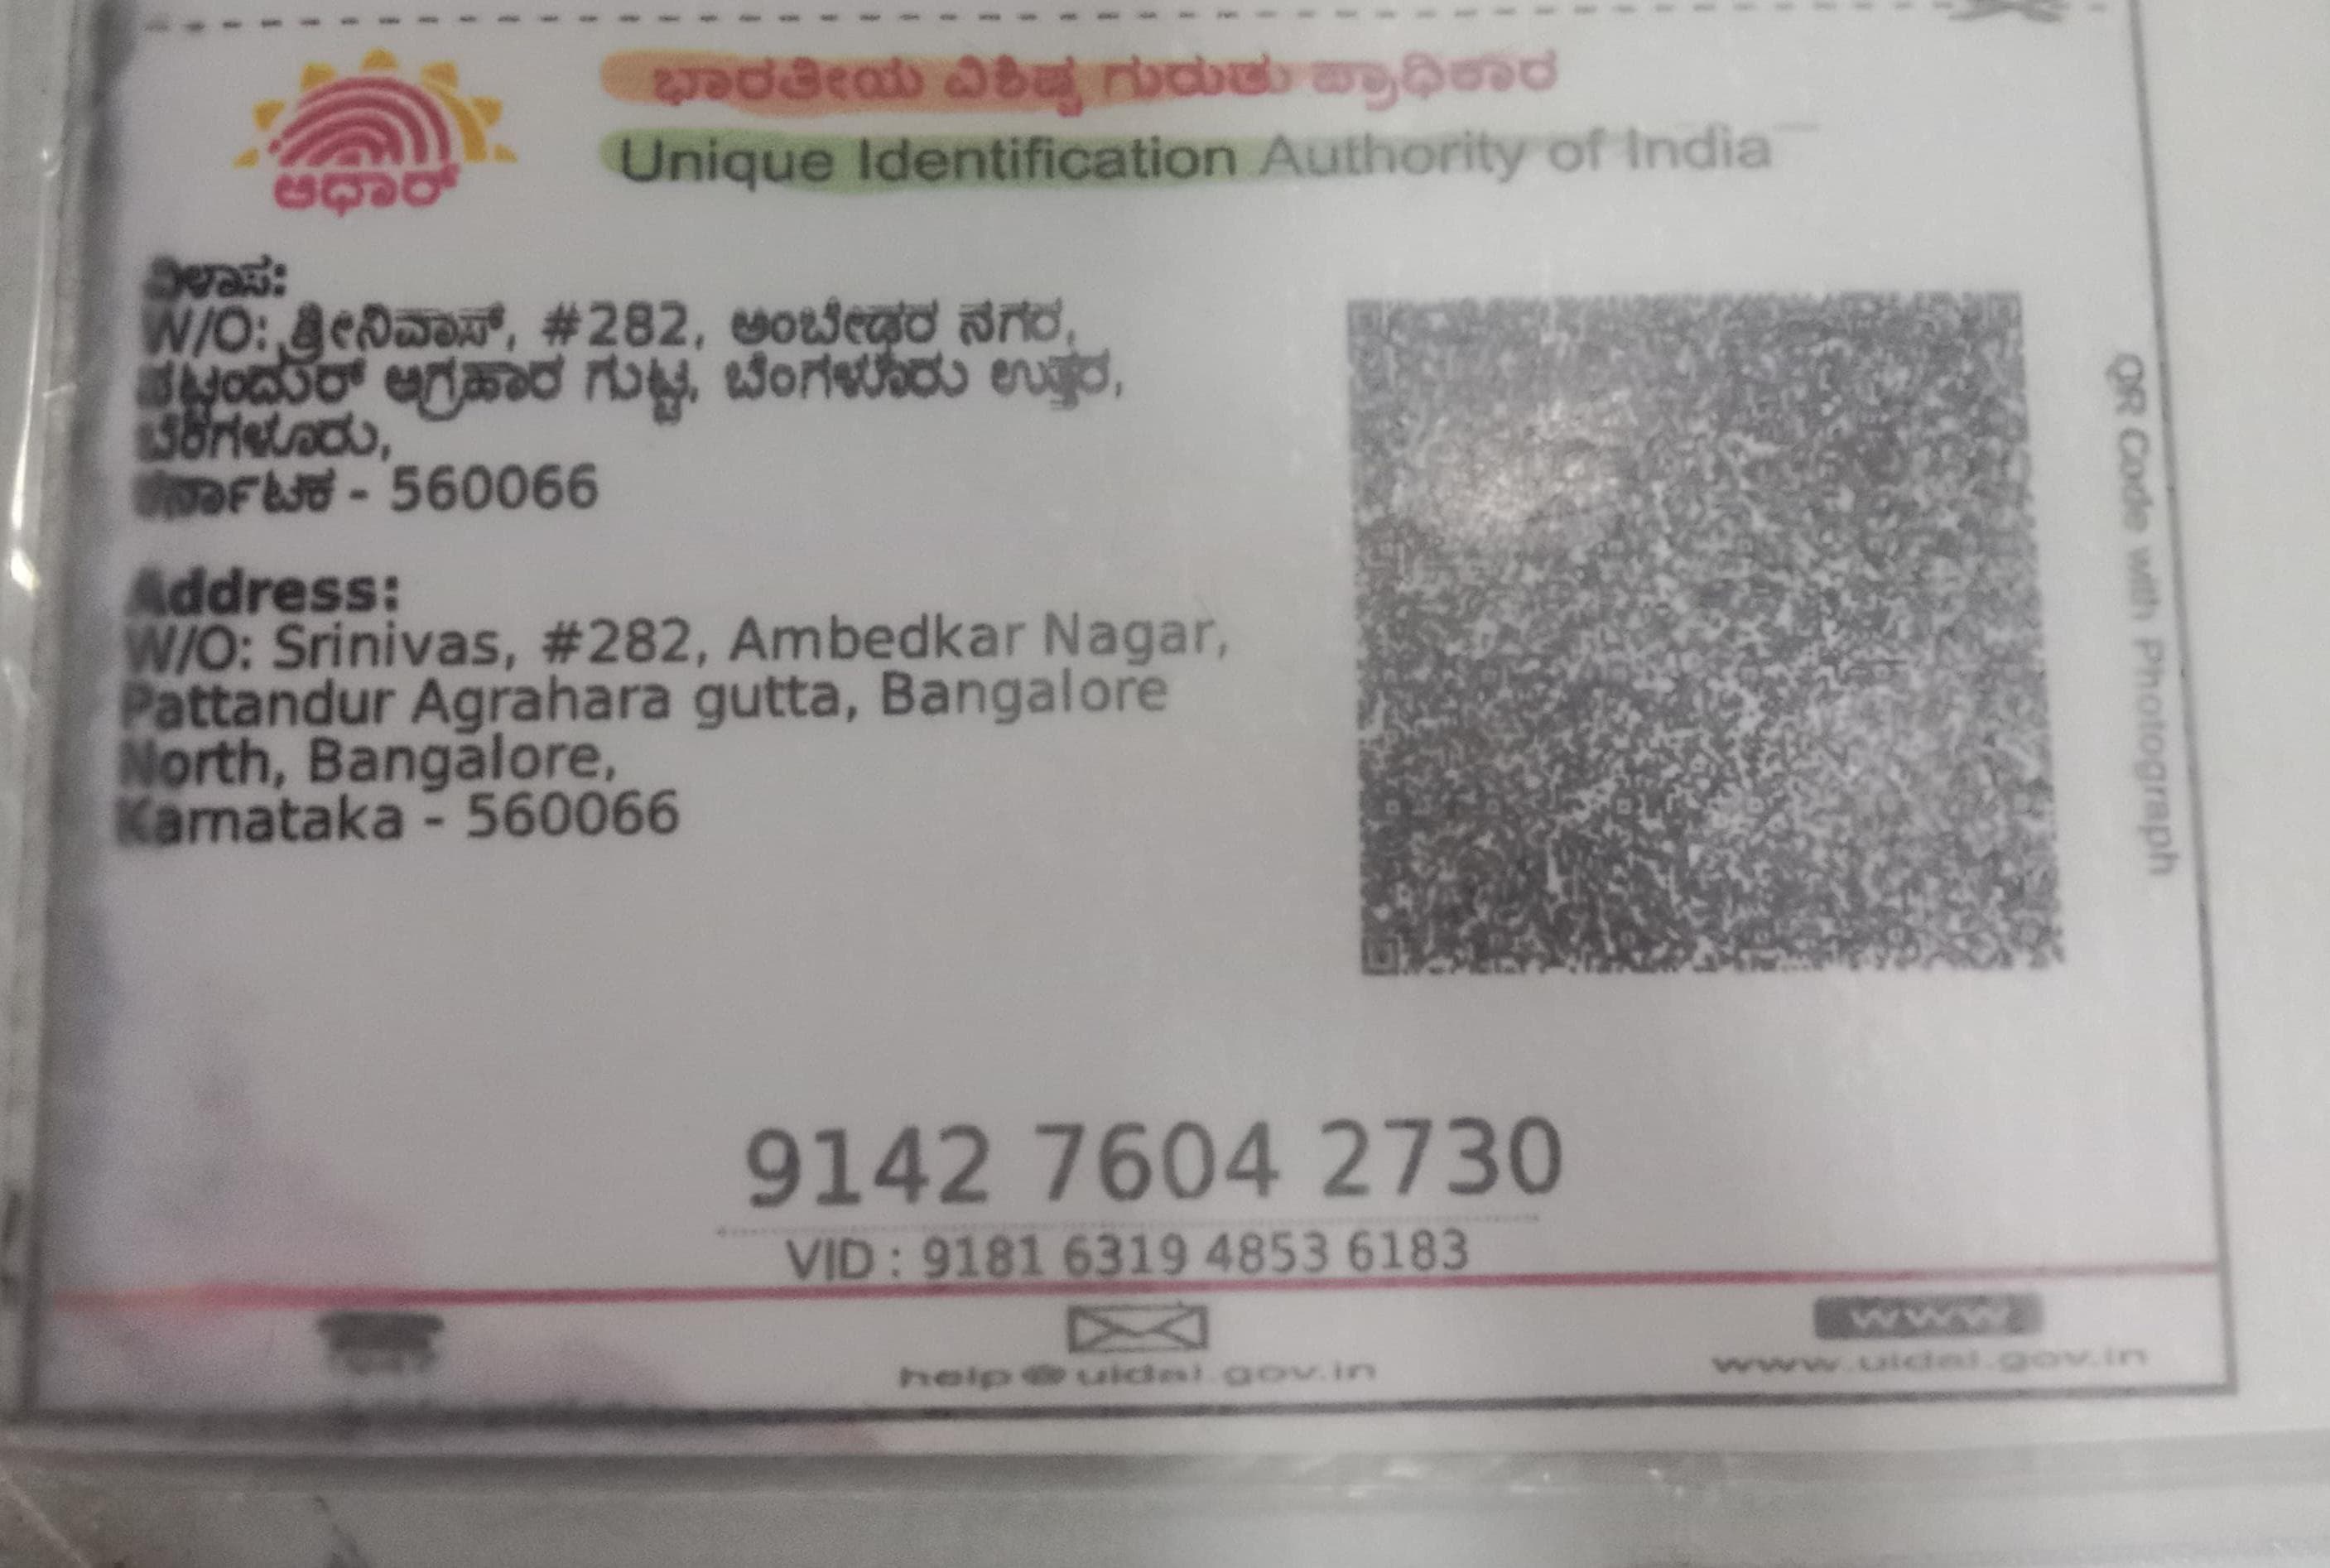 ಭಾರತೀಯ ವಿಶಿಷ್ಟ ಗುರುತು ಪ್ರಾಧಿಕಾರ
Unique Identification Authority of India
ಆಧಾರ್
ವಿಳಾಸ:
W/O: ಶ್ರೀನಿವಾಸ್, #282, ಅಂಬೇಡ್ಕರ ನಗರ,
ಪಟ್ಟಂದುರ್ ಆಗ್ರಹಾರ ಗುಟ್ಟ, ಬೆಂಗಳೂರು ಉತ್ತರ,
ಬೆಂಗಳೂರು,
ಕರ್ನಾಟಕ - 560066
Address:
W/O: Srinivas, #282, Ambedkar Nagar,
Pattandur Agrahara gutta, Bangalore
North, Bangalore,
Karnataka - 560066
QR Code with Photograph
9142 7604 2730
VID : 9181 6319 4853 6183
help@uidai.gov.in
www
www.uidai.gov.in